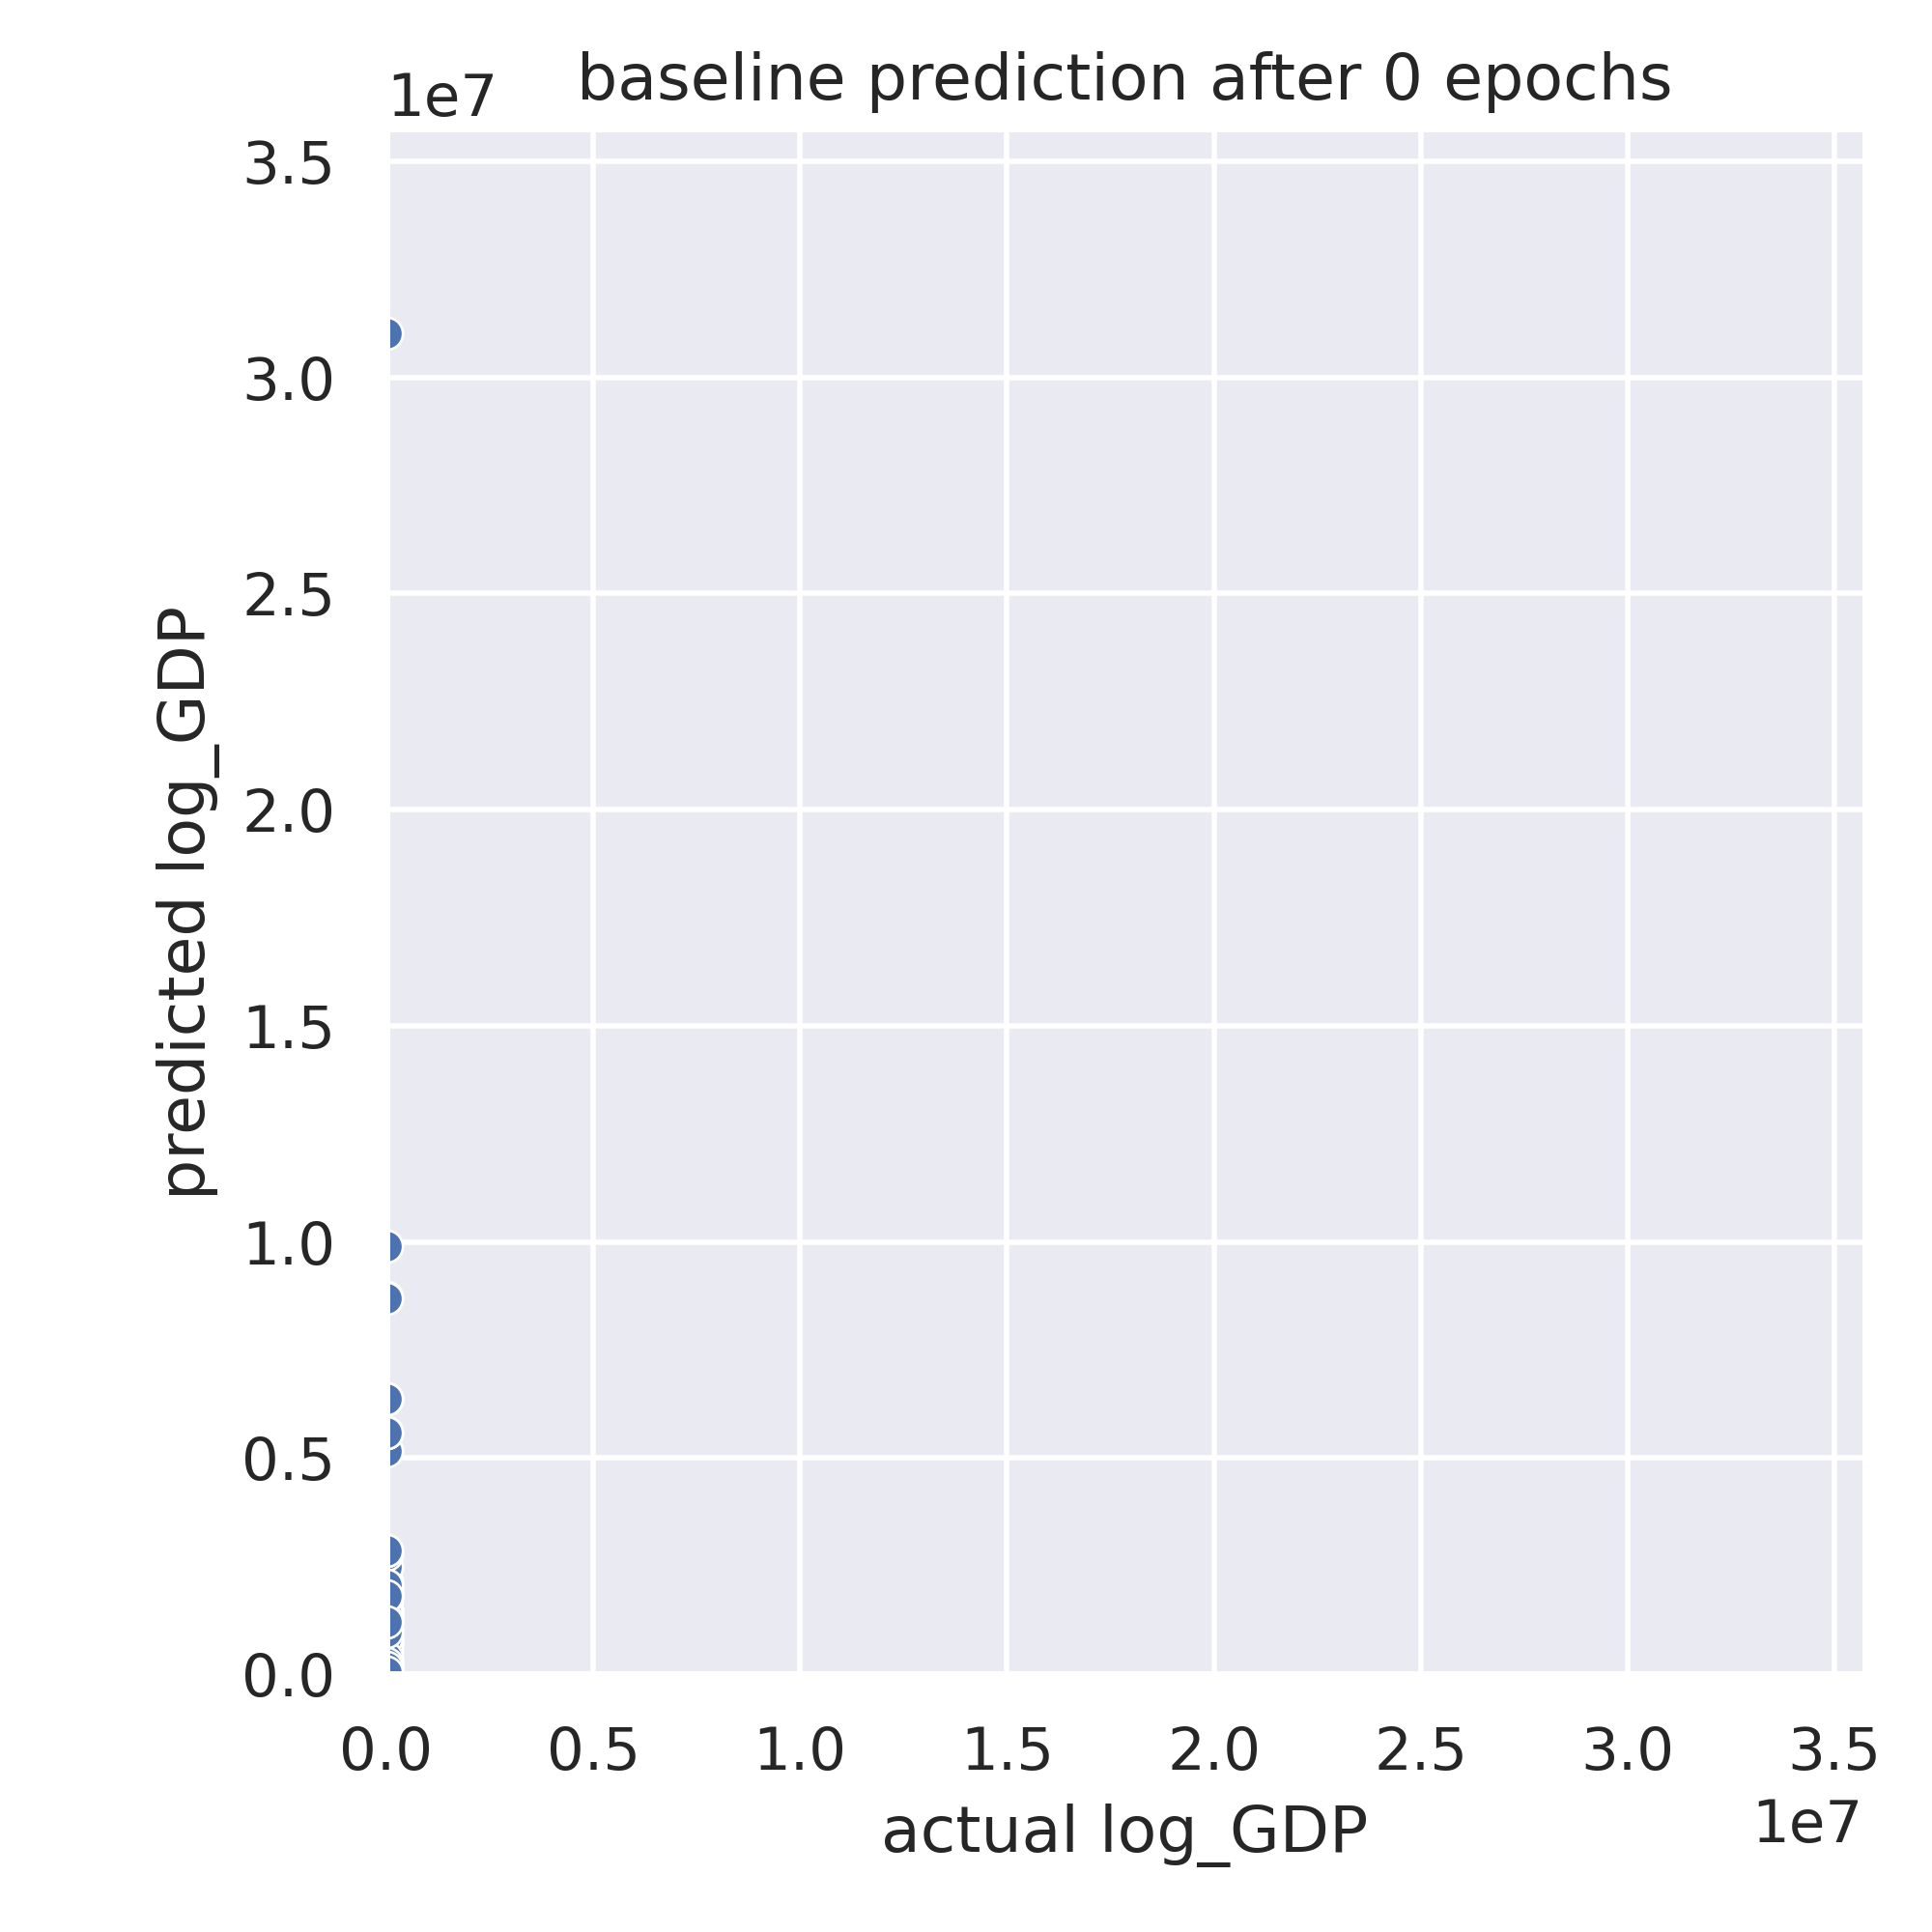 baseline prediction after 0 epochs
1e7
3.5
3.0
2.5
2.0
1.5
1.0
0.5
0.0
predicted log_GDP
0.0 0.5 1.0 1.5 2.0 2.5 3.0 3.5
1e7
actual log_GDP